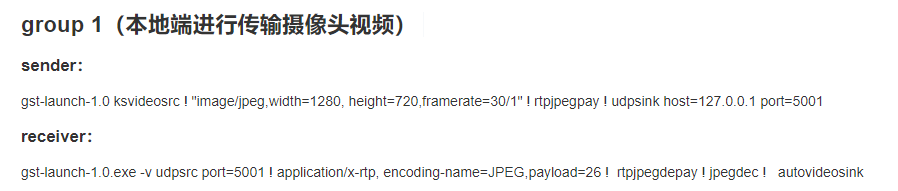 group 1（本地端进行传输摄像头视频）
sender：
gst-launch-1.0 ksvideosrc ! "image/jpeg,width=1280, height=720,framerate=30/1" ! rtpjpegpay ! udpsink host=127.0.0.1 port=5001
receiver：
gst-launch-1.0.exe -v udpsrc port=5001 ! application/x-rtp, encoding-name=JPEG,payload=26 !  rtpjpegdepay ! jpegdec !   autovideosink